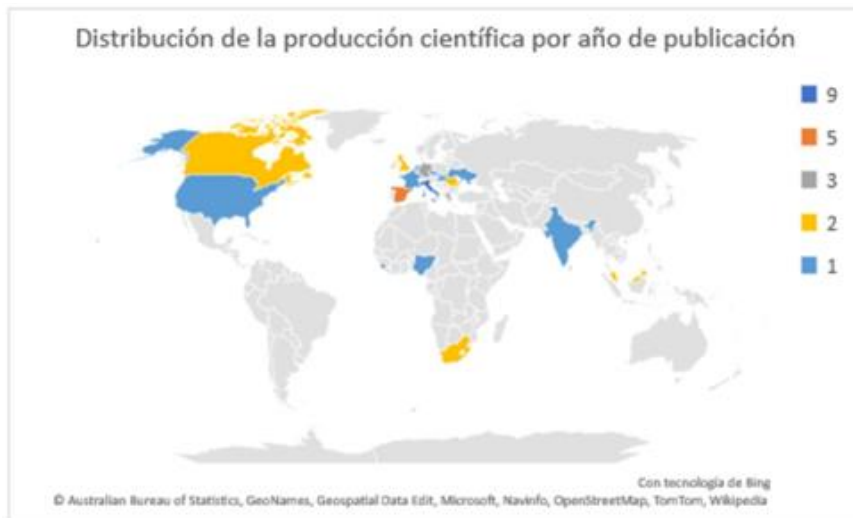 Distribución de la producción científica por año de publicación
9
5
3
2
1
Con tecnología de Bing
© Australian Bureau of Statistics, GeoNames, Geospatial Data Edit, Microsoft, Navinfo, OpenStreetMap, TomTom, Wikipedia